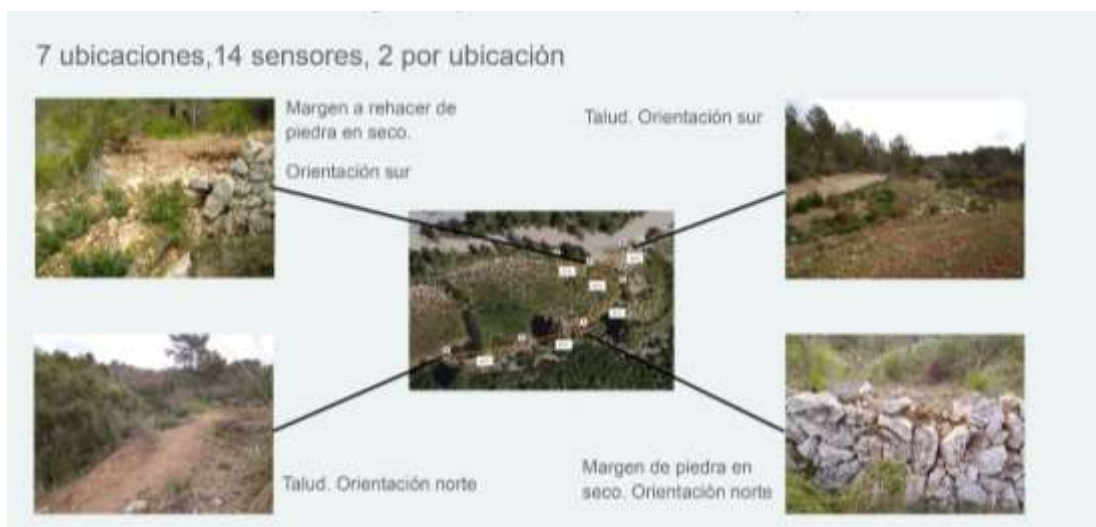 7 ubicaciones,14 sensores, 2 por ubicación
Margen a rehacer de
piedra en seco.
Orientación sur
Talud. Orientación sur
Talud. Orientación norte
Margen de piedra en
seco. Orientación norte